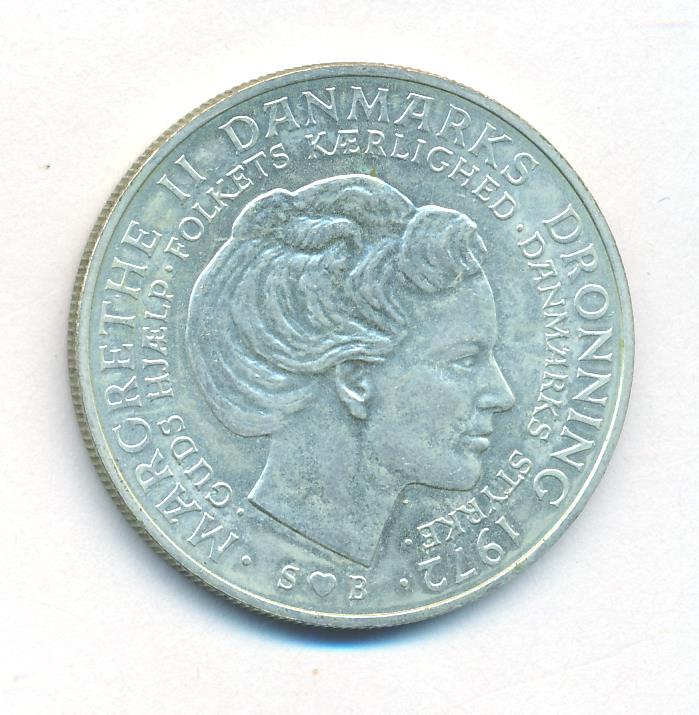 · MARGRETHE II DANMARKS DRONNING 1972 ·
· GUDS HJÆLP · FOLKETS KÆRLIGHED · DANMARKS STYRKE ·
S ♥ B